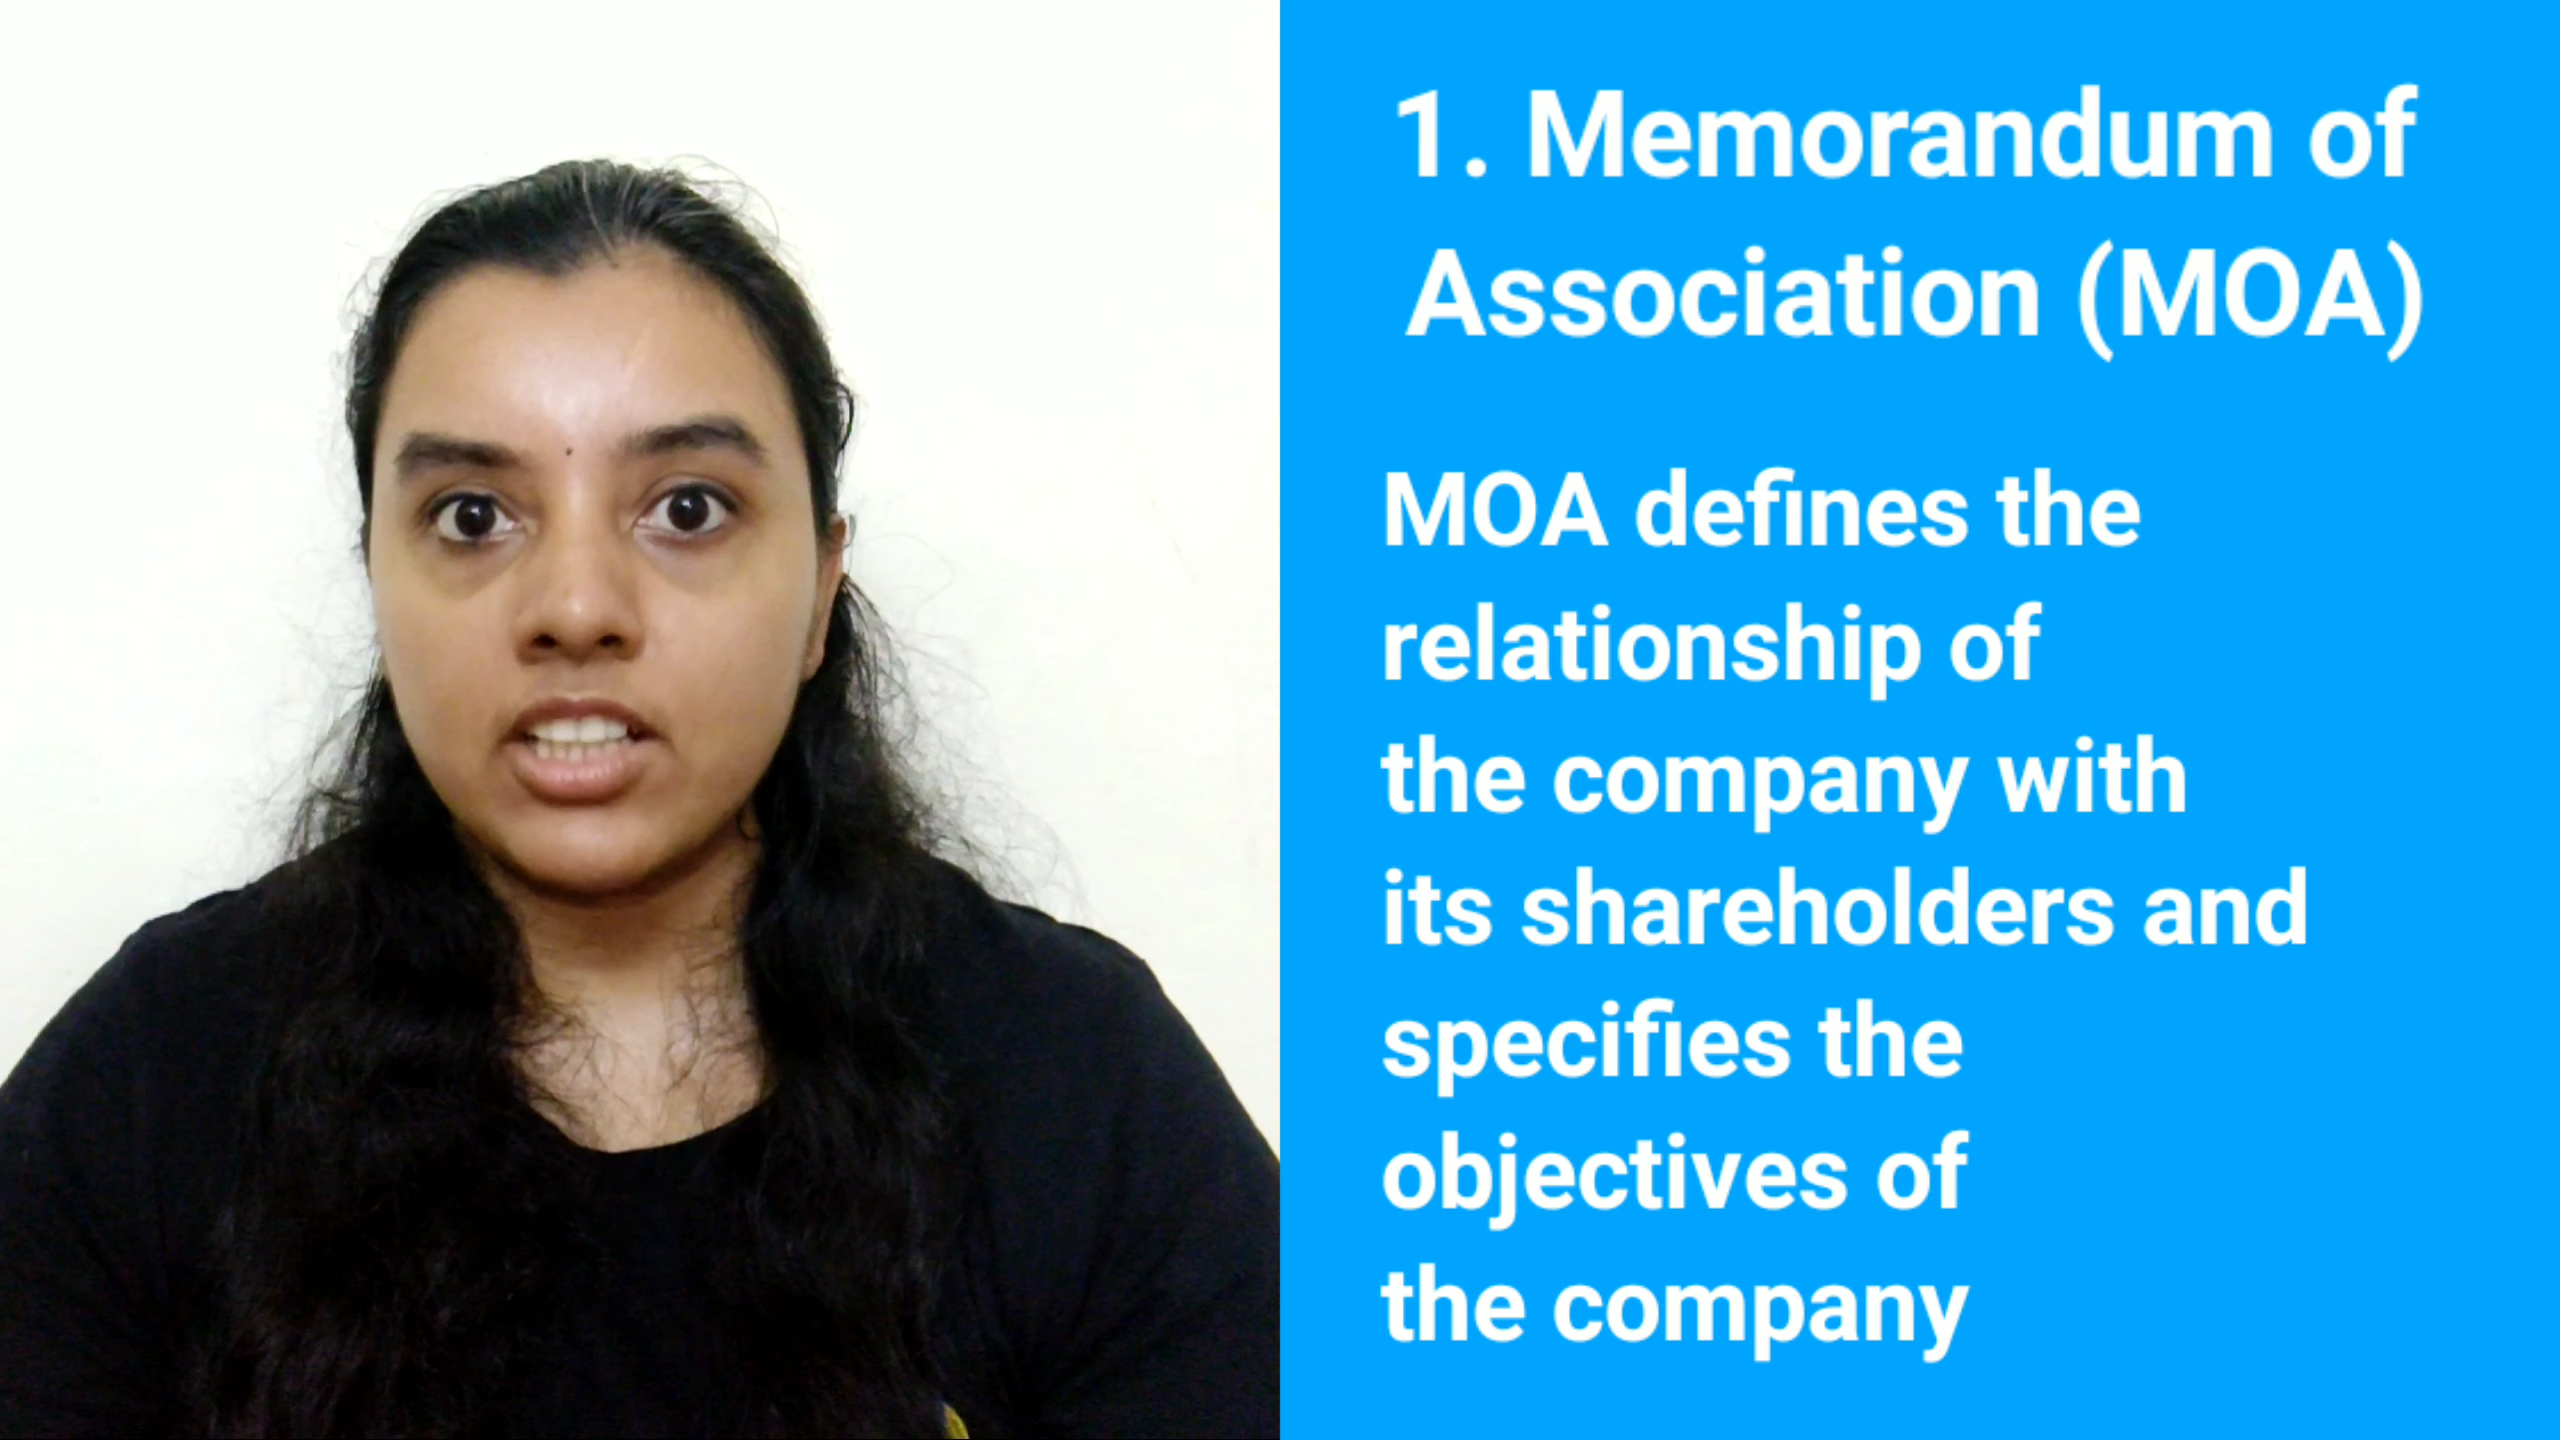 1. Memorandum of
Association (MOA)
MOA defines the
relationship of
the company with
its shareholders and
specifies the
objectives of
the company